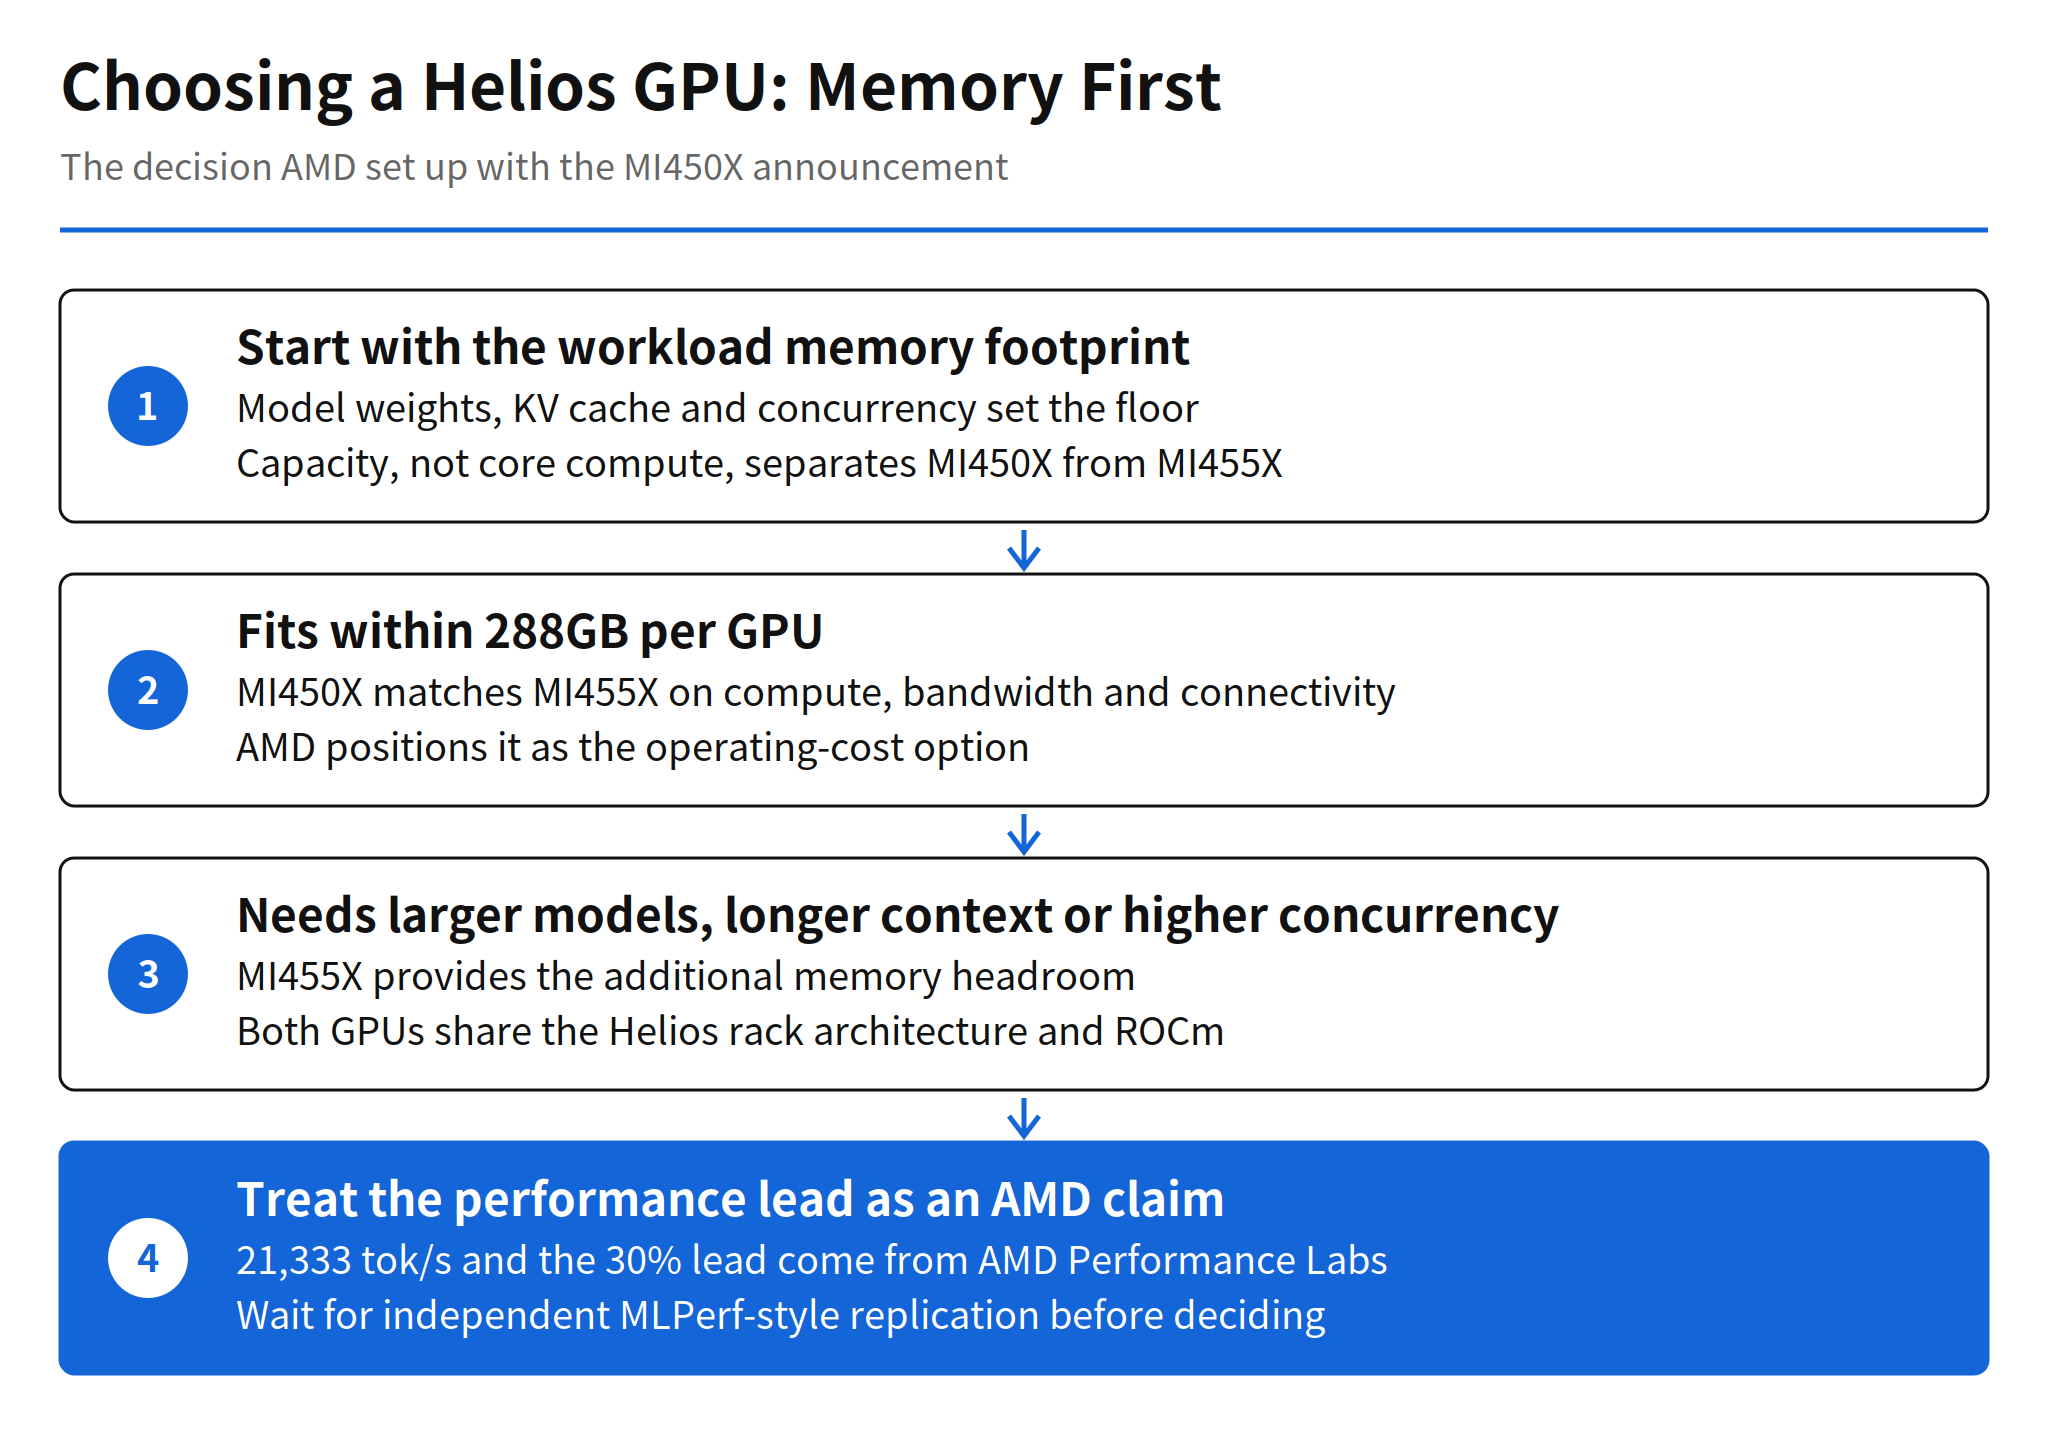 Choosing a Helios GPU: Memory First
The decision AMD set up with the MI450X announcement
1
Start with the workload memory footprint
Model weights, KV cache and concurrency set the floor
Capacity, not core compute, separates MI450X from MI455X
2
Fits within 288GB per GPU
MI450X matches MI455X on compute, bandwidth and connectivity
AMD positions it as the operating-cost option
3
Needs larger models, longer context or higher concurrency
MI455X provides the additional memory headroom
Both GPUs share the Helios rack architecture and ROCm
4
Treat the performance lead as an AMD claim
21,333 tok/s and the 30% lead come from AMD Performance Labs
Wait for independent MLPerf-style replication before deciding